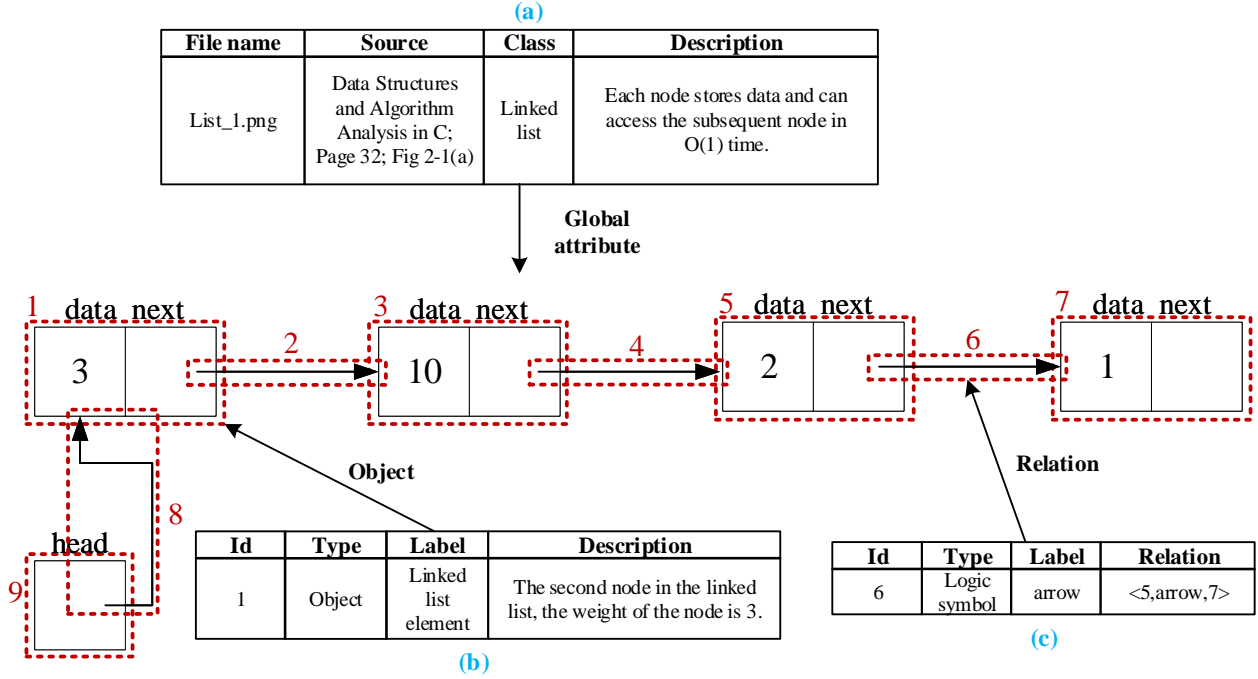 (a)
File name Source Class Description
List_1.png
Data Structures
and Algorithm
Analysis in C;
Page 32; Fig 2-1(a)
Linked
list
Each node stores data and can
access the subsequent node in
O(1) time.
Global
attribute
1 data next
3 data next
5 data next
7 data next
2
4
6
3
10
2
1
Object
Relation
8
head
9
Id Type Label Description
1
Object
Linked
list
element
The second node in the linked
list, the weight of the node is 3.
(b)
Id Type Label Relation
6
Logic
symbol
arrow
<5,arrow,7>
(c)